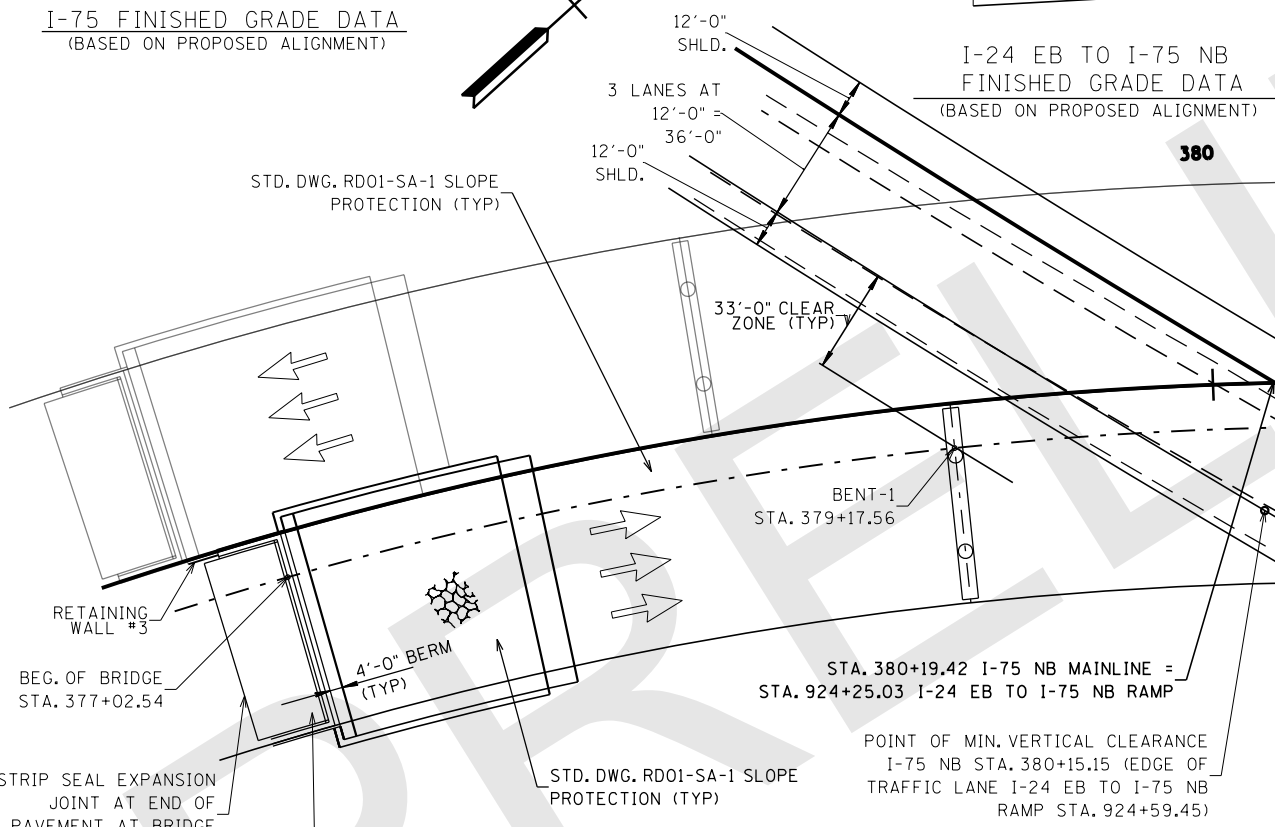 I-75 FINISHED GRADE DATA
(BASED ON PROPOSED ALIGNMENT)
12'-0"
SHLD.
I-24 EB TO I-75 NB
FINISHED GRADE DATA
(BASED ON PROPOSED ALIGNMENT)
3 LANES AT
12'-0" =
36'-0"
380
12'-0"
SHLD.
STD. DWG. RD01-SA-1 SLOPE
PROTECTION (TYP)
33'-0" CLEAR
ZONE (TYP)
BENT-1
STA. 379+17.56
RETAINING
WALL #3
4'-0" BERM
(TYP)
BEG. OF BRIDGE
STA. 377+02.54
STA. 380+19.42 I-75 NB MAINLINE =
STA. 924+25.03 I-24 EB TO I-75 NB RAMP
POINT OF MIN. VERTICAL CLEARANCE
I-75 NB STA. 380+15.15 (EDGE OF
TRAFFIC LANE I-24 EB TO I-75 NB
RAMP STA. 924+59.45)
STRIP SEAL EXPANSION
JOINT AT END OF
PAVEMENT AT BRIDGE
STD. DWG. RD01-SA-1 SLOPE
PROTECTION (TYP)
PREL